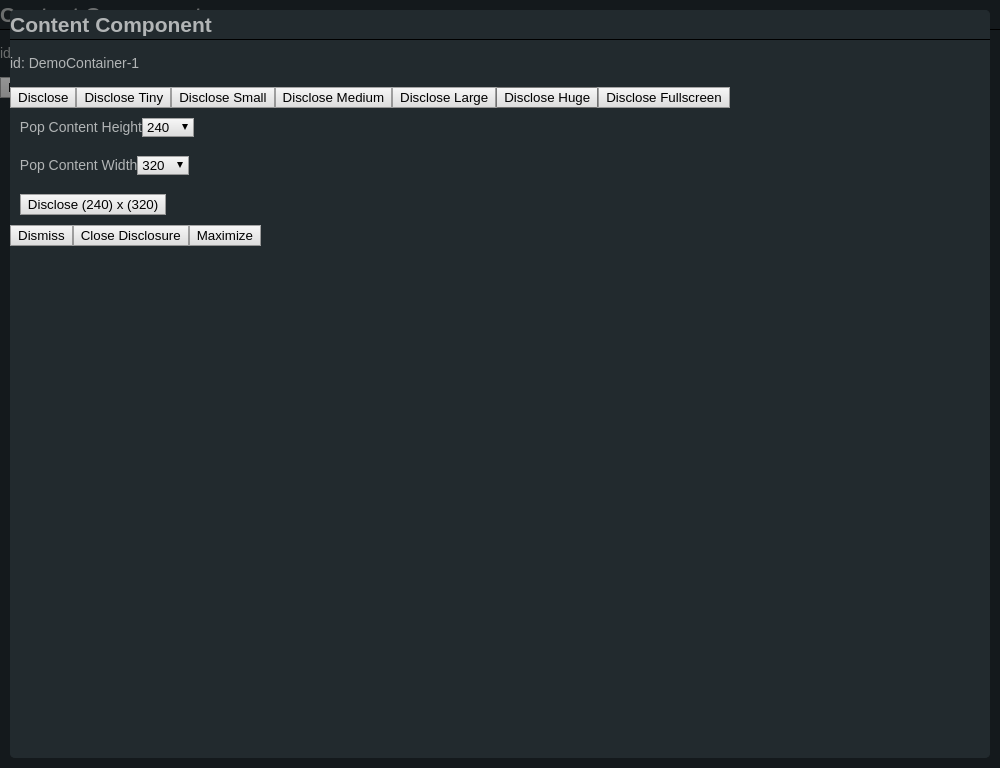 Content Component
id: DemoContainer-1
Disclose Disclose Tiny Disclose Small Disclose Medium Disclose Large Disclose Huge Disclose Fullscreen
Pop Content Height 240
Pop Content Width 320
Disclose (240) x (320)
Dismiss Close Disclosure Maximize